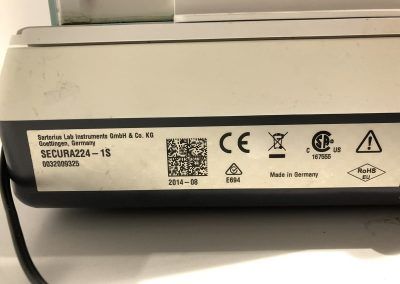 Sartorius Lab Instruments GmbH & Co. KG
Goettingen, Germany
SECURA224-1S
0032009325
2014-08
CE
E694
Made in Germany
C US
167555
RoHS
EU